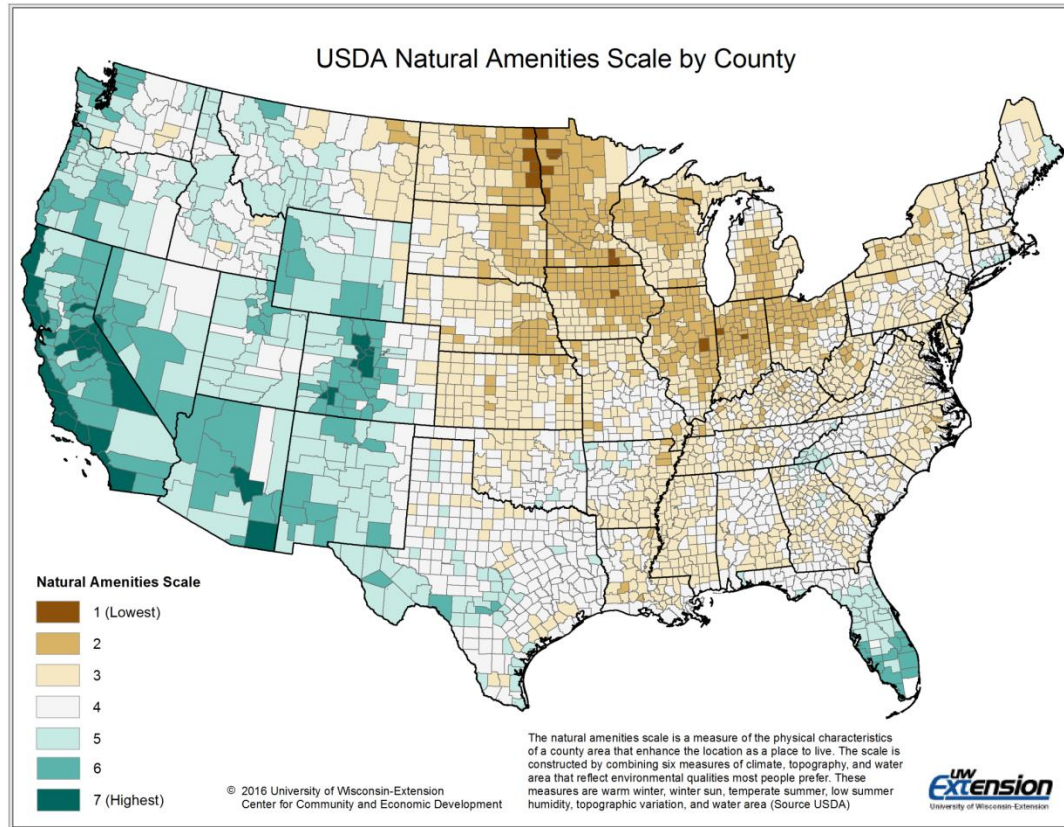 USDA Natural Amenities Scale by County
Natural Amenities Scale
1 (Lowest)
2
3
4
5
6
7 (Highest)
© 2016 University of Wisconsin-Extension
Center for Community and Economic Development
The natural amenities scale is a measure of the physical characteristics
of a county area that enhance the location as a place to live. The scale is
constructed by combining six measures of climate, topography, and water
area that reflect environmental qualities most people prefer. These
measures are warm winter, winter sun, temperate summer, low summer
humidity, topographic variation, and water area (Source USDA)
UW
Extension
University of Wisconsin-Extension